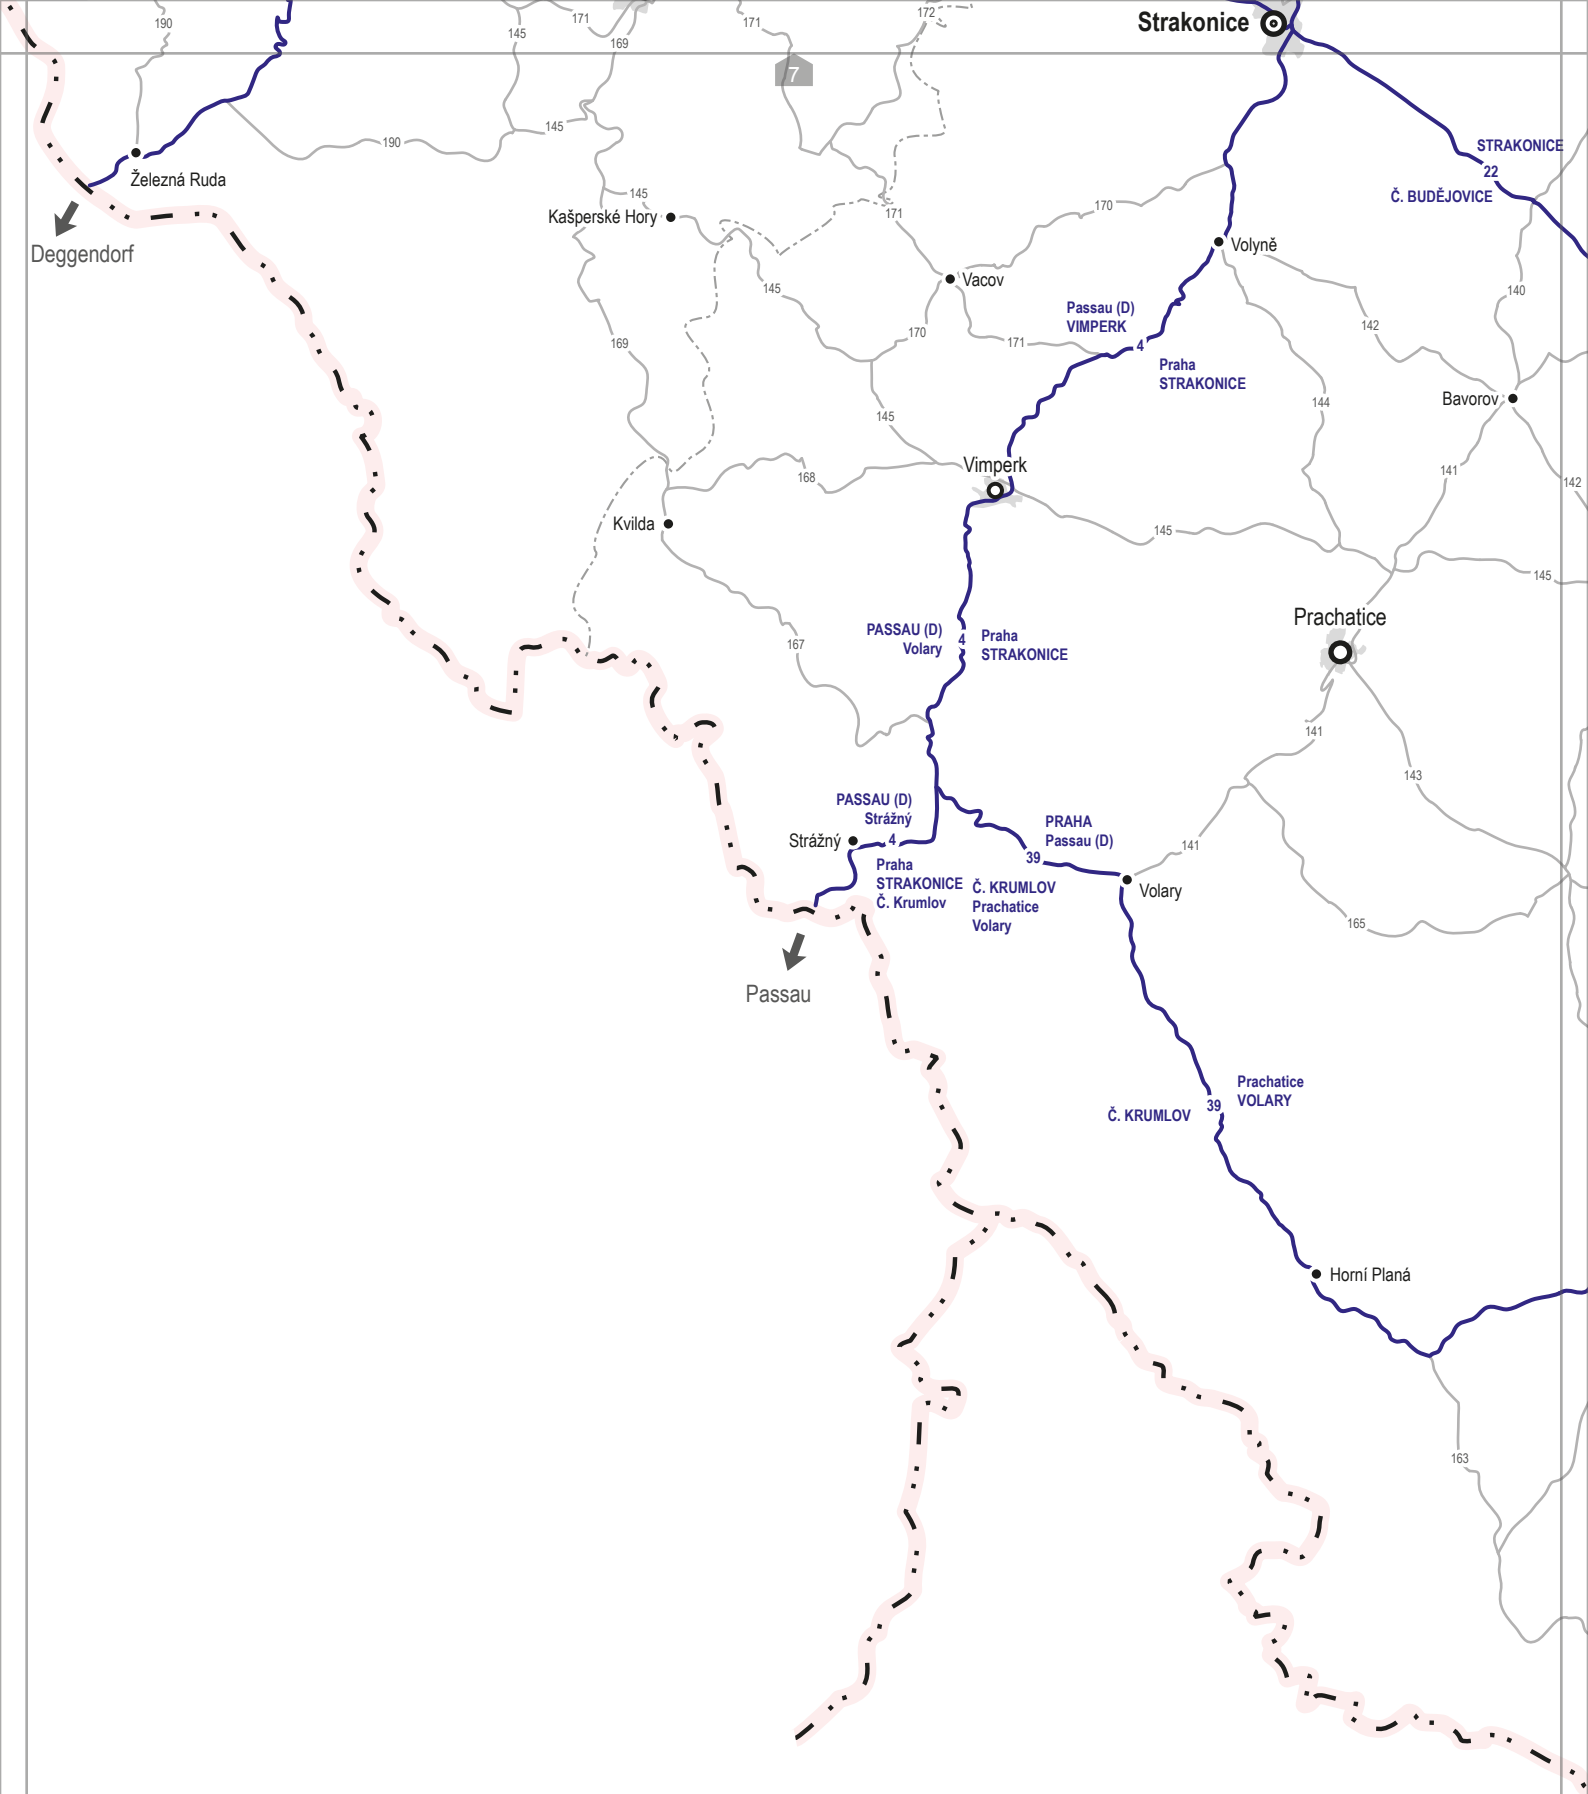 190
171
145
169
171
172
Strakonice
7
145
190
STRAKONICE
22
Č. BUDĚJOVICE
Železná Ruda
145
Kašperské Hory
171
170
Deggendorf
Volyně
Vacov
145
140
Passau (D)
VIMPERK
4
Praha
STRAKONICE
142
170
171
169
144
Bavorov
145
Vimperk
168
141
142
Kvilda
145
145
PASSAU (D)
Volary
4
Praha
STRAKONICE
Prachatice
167
141
143
PASSAU (D)
Strážný
4
Strážný
Praha
STRAKONICE
Č. Krumlov
PRAHA
Passau (D)
39
Č. KRUMLOV
Prachatice
Volary
141
Volary
165
Passau
Prachatice
VOLARY
39
Č. KRUMLOV
Horní Planá
163